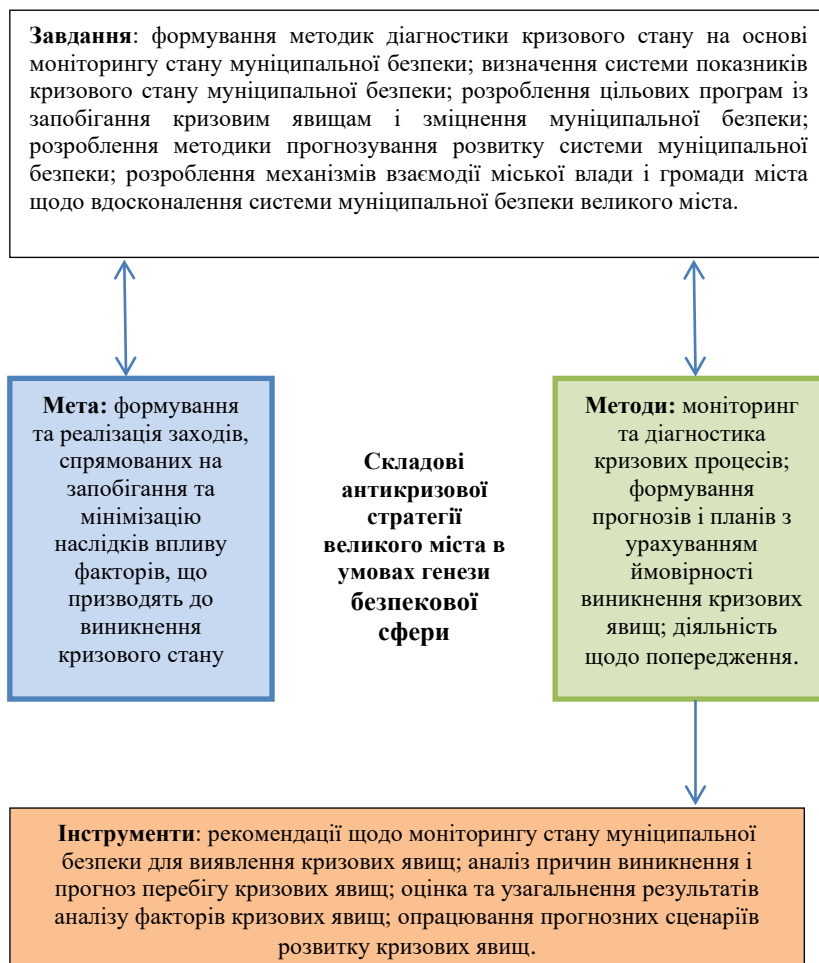 Завдання: формування методик діагностики кризового стану на основі
моніторингу стану муніципальної безпеки; визначення системи показників
кризового стану муніципальної безпеки; розроблення цільових програм із
запобігання кризовим явищам і зміцнення муніципальної безпеки;
розроблення методики прогнозування розвитку системи муніципальної
безпеки; розроблення механізмів взаємодії міської влади і громади міста
щодо вдосконалення системи муніципальної безпеки великого міста.
Мета: формування
та реалізація заходів,
спрямованих на
запобігання та
мінімізацію
наслідків впливу
факторів, що
призводять до
виникнення
кризового стану
Складові
антикризової
стратегії
великого міста в
умовах генези
безпекової
сфери
Методи: моніторинг
та діагностика
кризових процесів;
формування
прогнозів і планів з
урахуванням
ймовірності
виникнення кризових
явищ; діяльність
щодо попередження.
Інструменти: рекомендації щодо моніторингу стану муніципальної
безпеки для виявлення кризових явищ; аналіз причин виникнення і
прогноз перебігу кризових явищ; оцінка та узагальнення результатів
аналізу факторів кризових явищ; опрацювання прогнозних сценаріїв
розвитку кризових явищ.